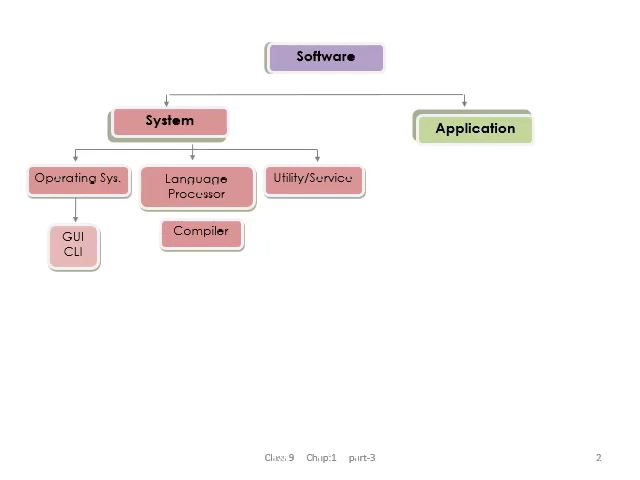 Software
System
Application
Operating Sys.
Language
Processor
Utility/Service
Compiler
GUI
CLI
Class 9 Chap:1 part-3
2